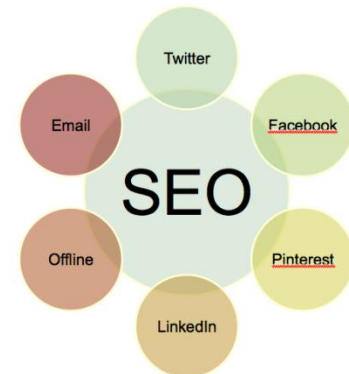 Twitter
Email
Facebook
SEO
Offline
Pinterest
LinkedIn